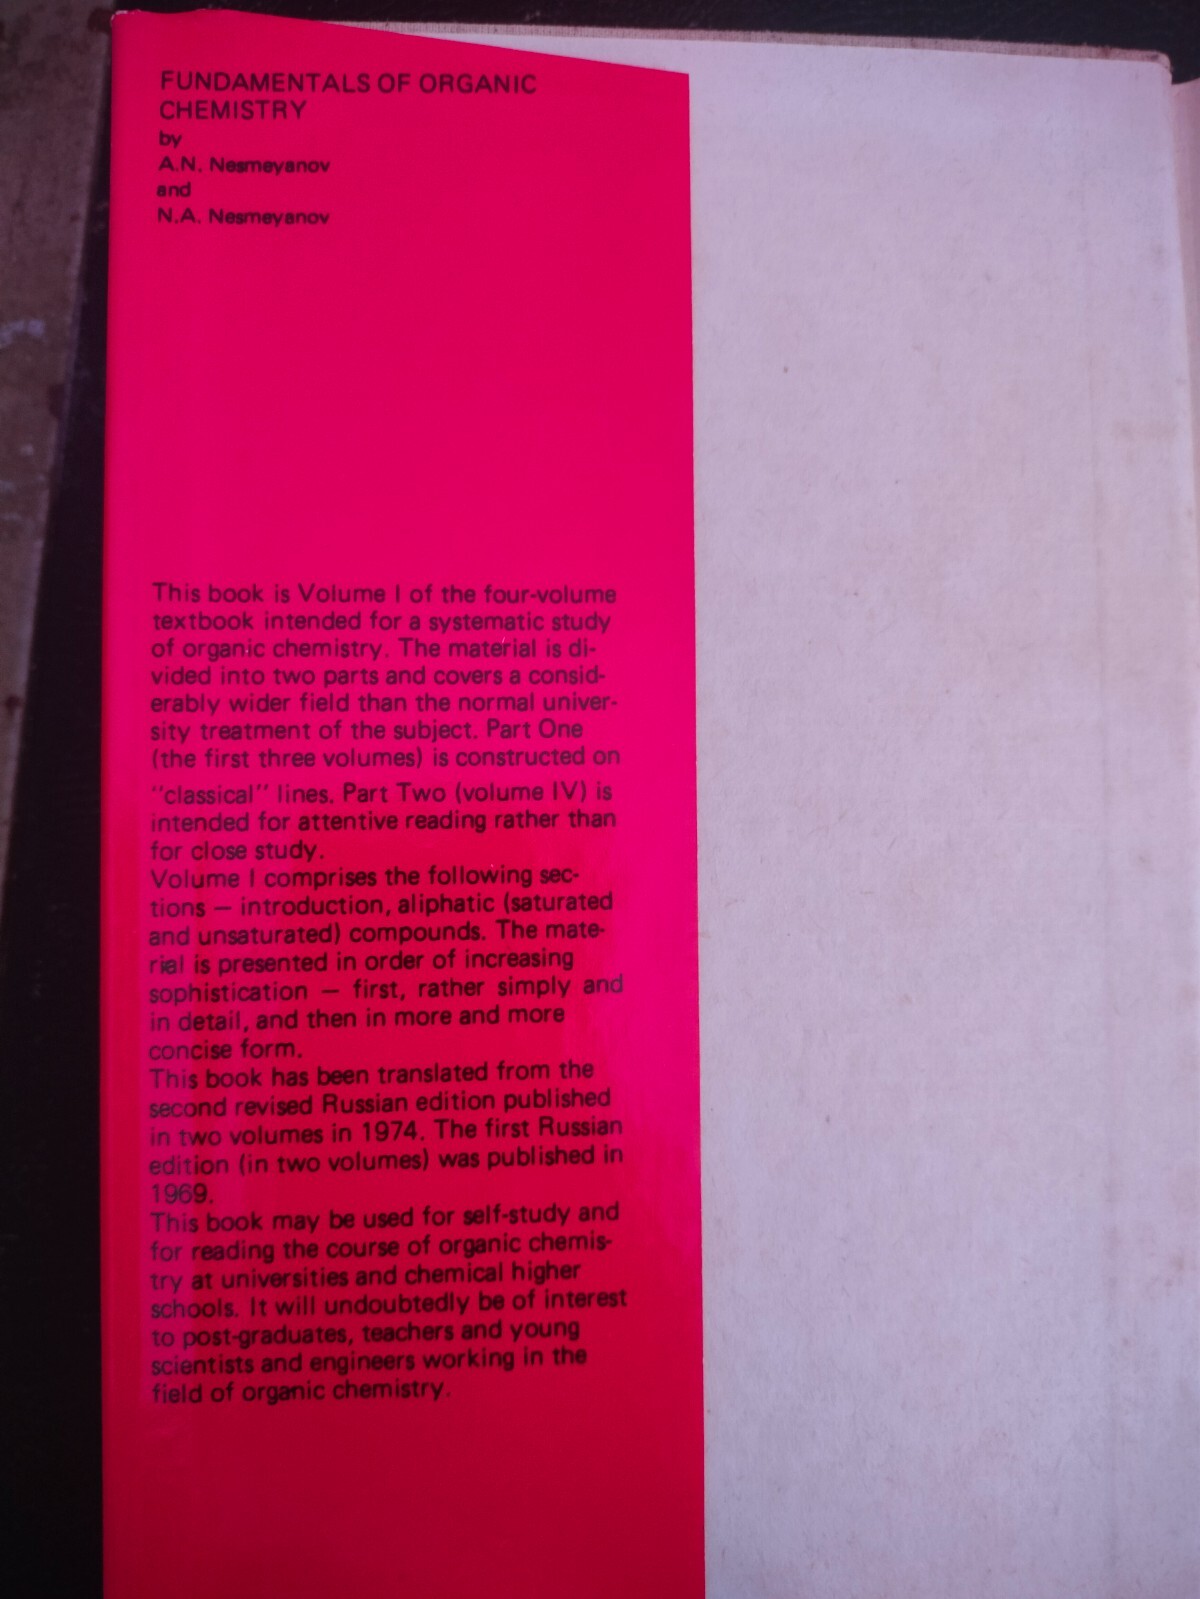 FUNDAMENTALS OF ORGANIC
CHEMISTRY
by
A.N. Nesmeyanov
and
N.A. Nesmeyanov
This book is Volume I of the four-volume
textbook intended for a systematic study
of organic chemistry. The material is di-
vided into two parts and covers a consid-
erably wider field than the normal univer-
sity treatment of the subject. Part One
(the first three volumes) is constructed on
"classical" lines. Part Two (volume IV) is
intended for attentive reading rather than
for close study.
Volume I comprises the following sec-
tions — introduction, aliphatic (saturated
and unsaturated) compounds. The mate-
rial is presented in order of increasing
sophistication — first, rather simply and
in detail, and then in more and more
concise form.
This book has been translated from the
second revised Russian edition published
in two volumes in 1974. The first Russian
edition (in two volumes) was published in
1969.
This book may be used for self-study and
for reading the course of organic chemis-
try at universities and chemical higher
schools. It will undoubtedly be of interest
to post-graduates, teachers and young
scientists and engineers working in the
field of organic chemistry.